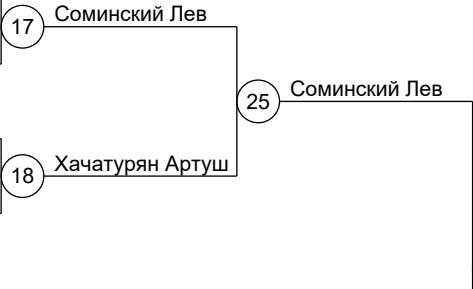 17 Соминский Лев
25 Соминский Лев
18 Хачатурян Артуш